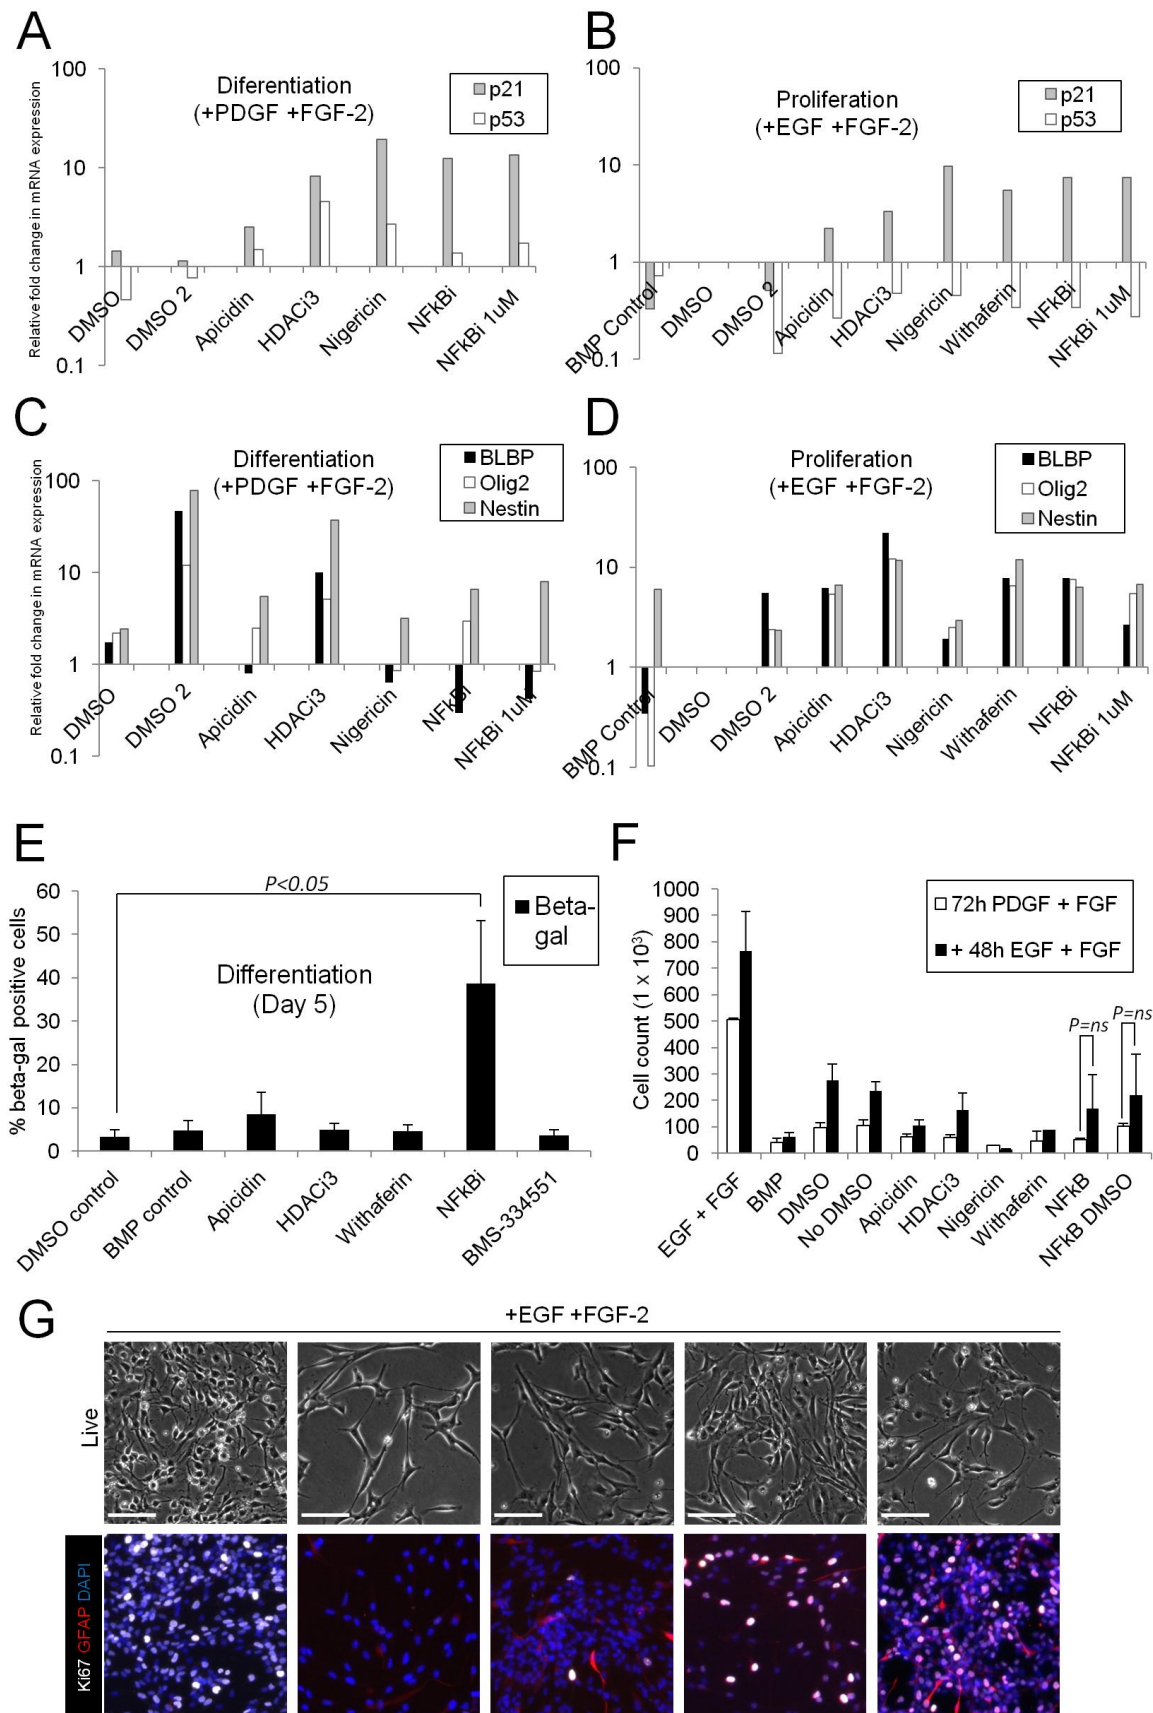 A
Diferentiation
(+PDGF +FGF-2)
p21
p53
Relative fold change in mRNA expression
100
10
1
0.1
DMSO
DMSO 2
Apicidin
HDACi3
Nigericin
NFkBi
NFkBi 1uM
B
Proliferation
(+EGF +FGF-2)
p21
p53
100
10
1
0.1
BMP Control
DMSO
DMSO 2
Apicidin
HDACi3
Nigericin
Withaferin
NFkBi
NFkBi 1uM
C
Differentiation
(+PDGF +FGF-2)
BLBP
Olig2
Nestin
Relative fold change in mRNA expression
100
10
1
0.1
DMSO
DMSO 2
Apicidin
HDACi3
Nigericin
NFkBi
NFkBi 1uM
D
Proliferation
(+EGF +FGF-2)
BLBP
Olig2
Nestin
100
10
1
0.1
BMP Control
DMSO
DMSO 2
Apicidin
HDACi3
Nigericin
Withaferin
NFkBi
NFkBi 1uM
E
P<0.05
Beta-
gal
Differentiation
(Day 5)
% beta-gal positive cells
60
50
40
30
20
10
0
DMSO control
BMP control
Apicidin
HDACi3
Withaferin
NFkBi
BMS-334551
F
72h PDGF + FGF
+ 48h EGF + FGF
Cell count (1 x 10³)
1000
900
800
700
600
500
400
300
200
100
0
P=ns
P=ns
EGF + FGF
BMP
DMSO
No DMSO
Apicidin
HDACi3
Nigericin
Withaferin
NFkB
NFkB DMSO
G
+EGF +FGF-2
Live
Ki67 GFAP DAPI